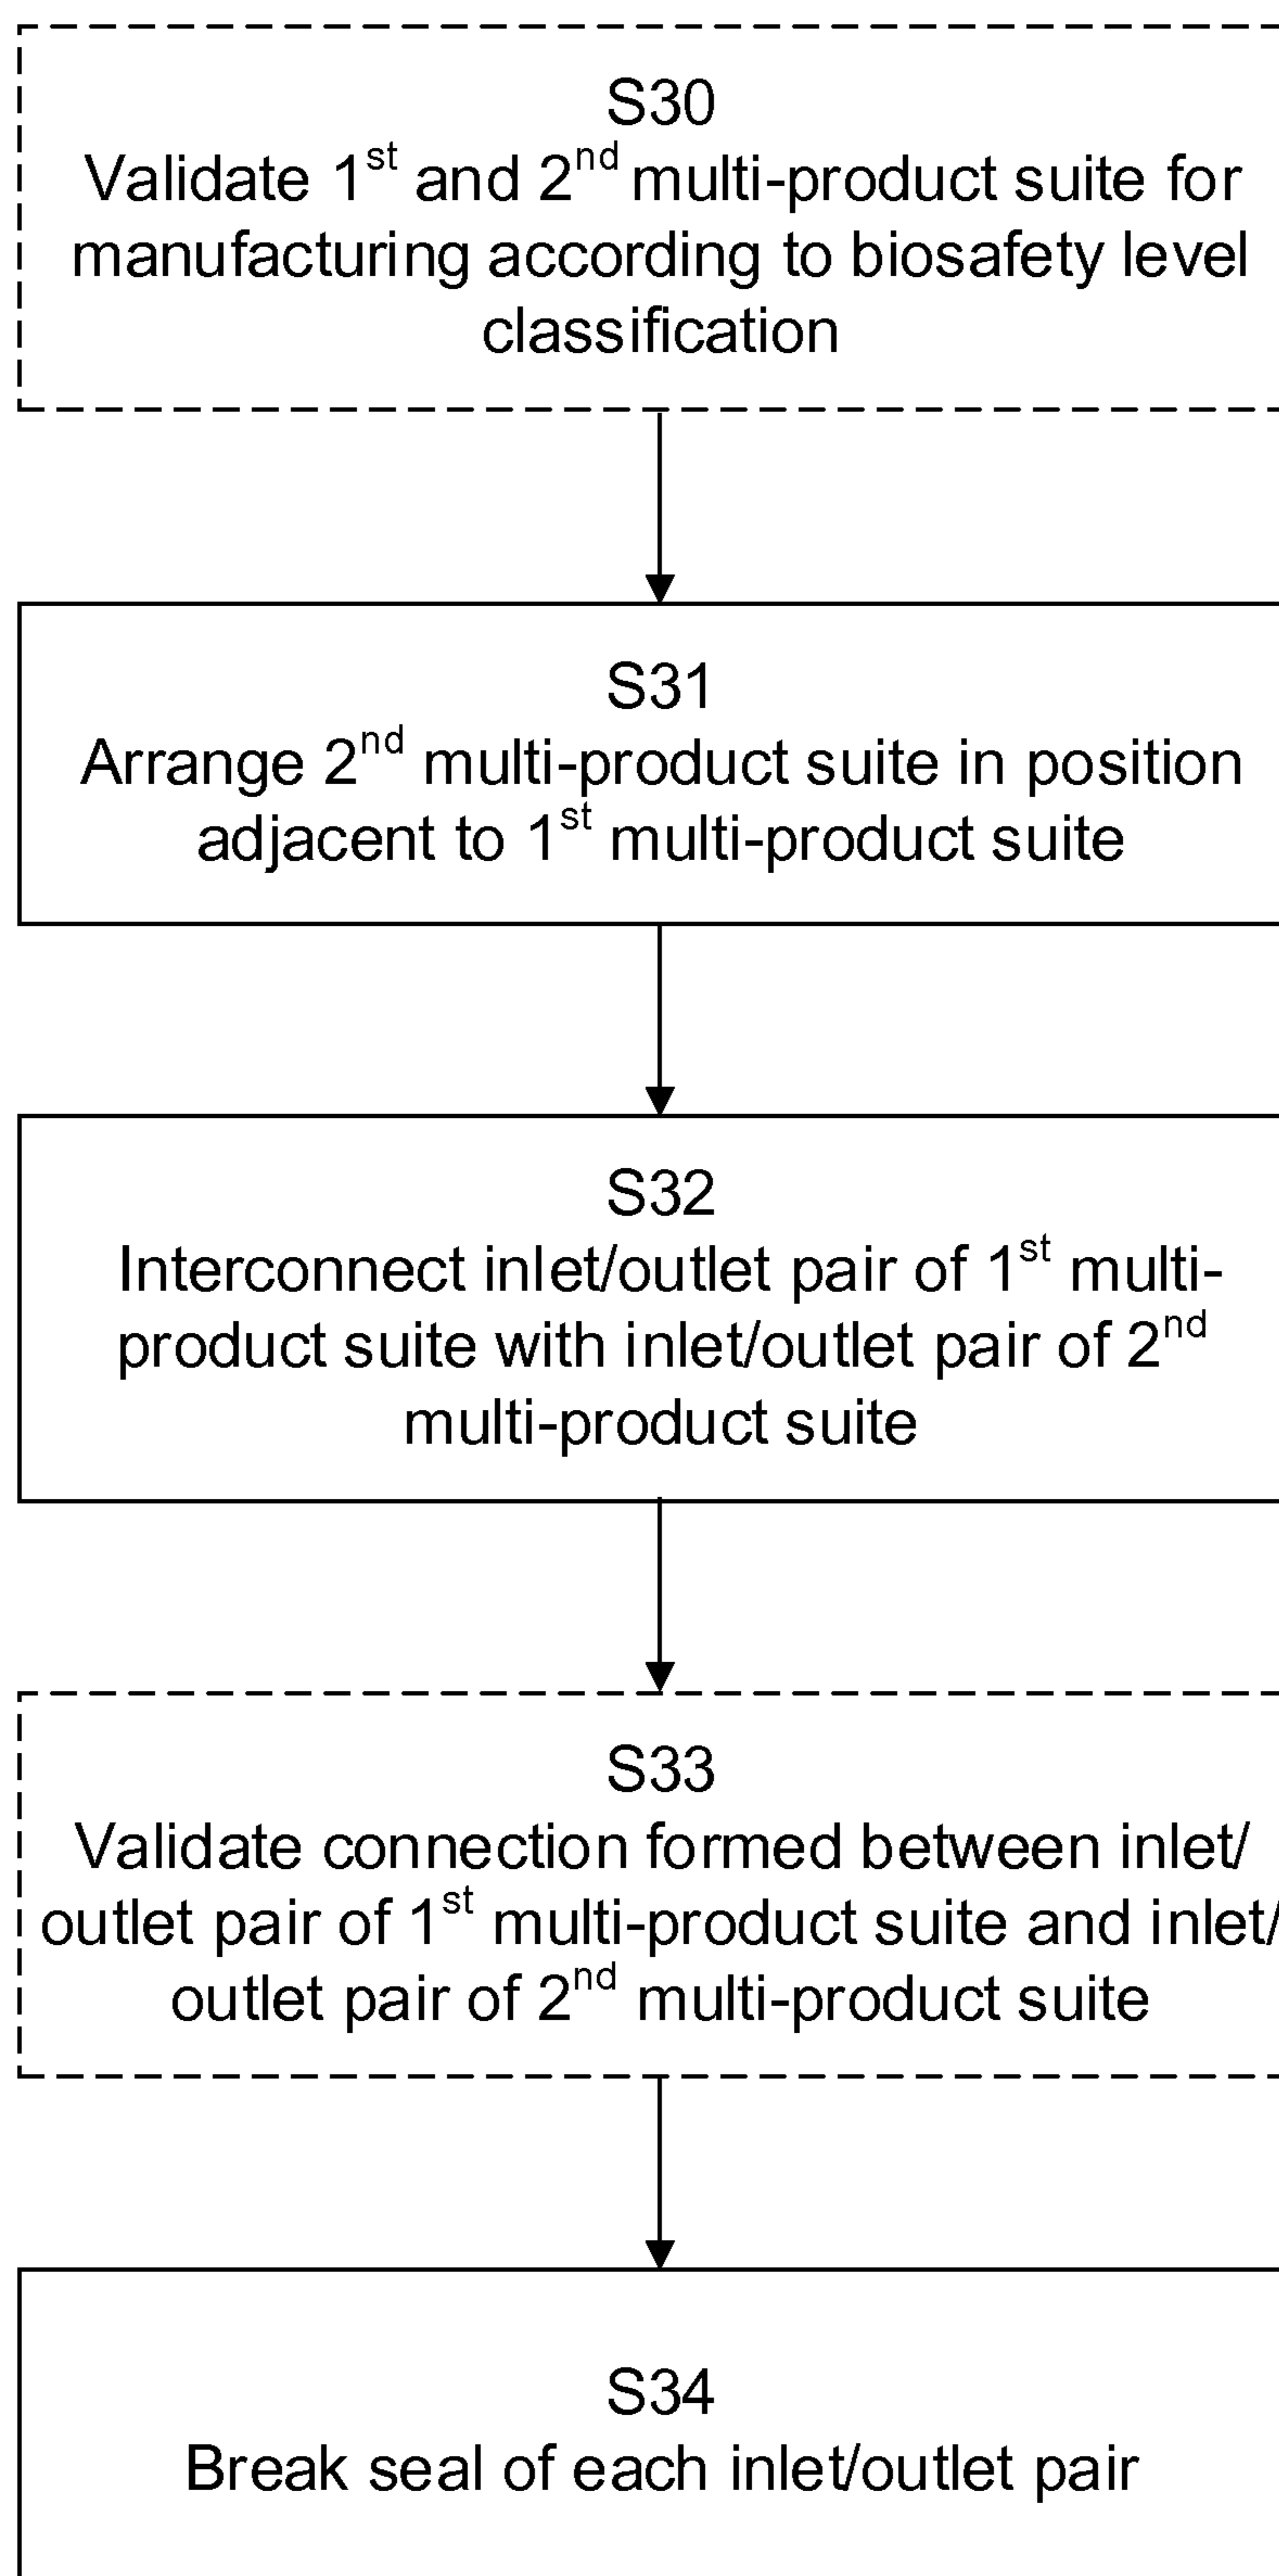 S30
Validate 1st and 2nd multi-product suite for
manufacturing according to biosafety level
classification
S31
Arrange 2nd multi-product suite in position
adjacent to 1st multi-product suite
S32
Interconnect inlet/outlet pair of 1st multi-
product suite with inlet/outlet pair of 2nd
multi-product suite
S33
Validate connection formed between inlet/
outlet pair of 1st multi-product suite and inlet/
outlet pair of 2nd multi-product suite
S34
Break seal of each inlet/outlet pair